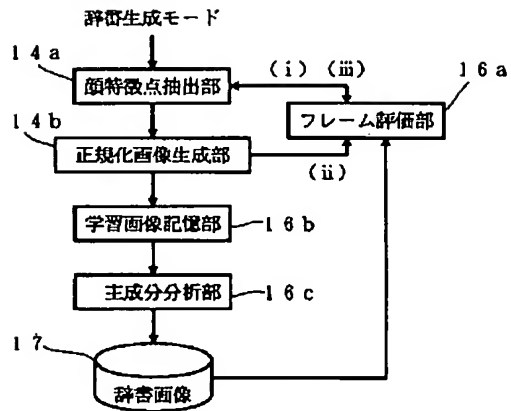 辞書生成モード
14a
顔特徴点抽出部
(ⅰ) (ⅲ)
16a
フレーム評価部
14b
正規化画像生成部
(ⅱ)
学習画像記憶部
16b
主成分分析部
16c
17
辞書画像